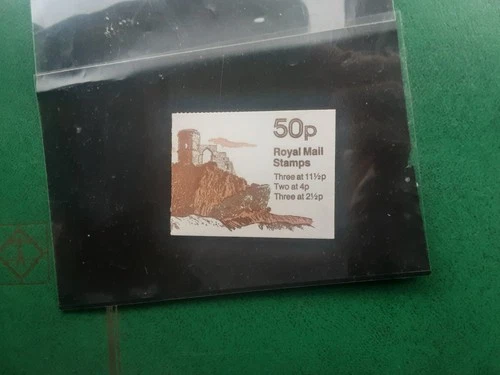 50p
Royal Mail
Stamps
Three at 11½p
Two at 4p
Three at 2½p